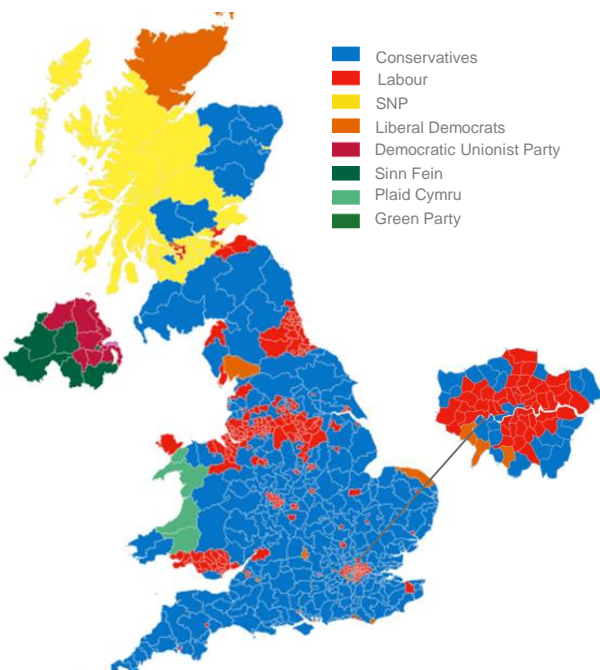 Conservatives
Labour
SNP
Liberal Democrats
Democratic Unionist Party
Sinn Fein
Plaid Cymru
Green Party